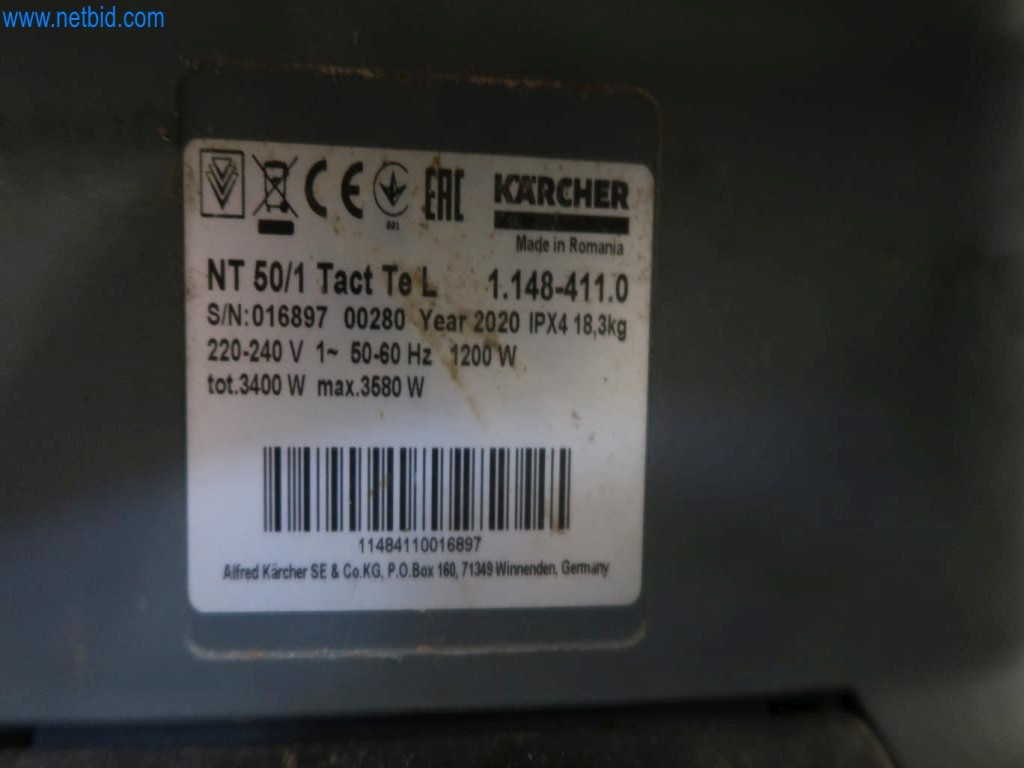 www.netbid.com
CE EAC KÄRCHER
Made in Romania
NT 50/1 Tact Te L 1.148-411.0
S/N:016897 00280 Year 2020 IPX4 18,3kg
220-240 V 1~ 50-60 Hz 1200 W
tot.3400 W max.3580 W
11484110016897
Alfred Kärcher SE & Co.KG, P.O.Box 160, 71349 Winnenden, Germany